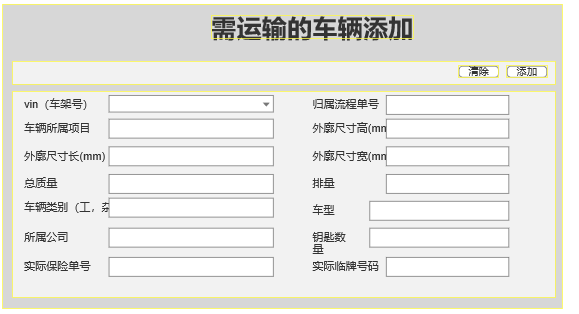 需运输的车辆添加
清除 添加
vin（车架号） 归属流程单号
车辆所属项目 外廓尺寸高(mm
外廓尺寸长(mm) 外廓尺寸宽(mm
总质量 排量
车辆类别（工，杂 车型
所属公司 钥匙数
量
实际保险单号 实际临牌号码